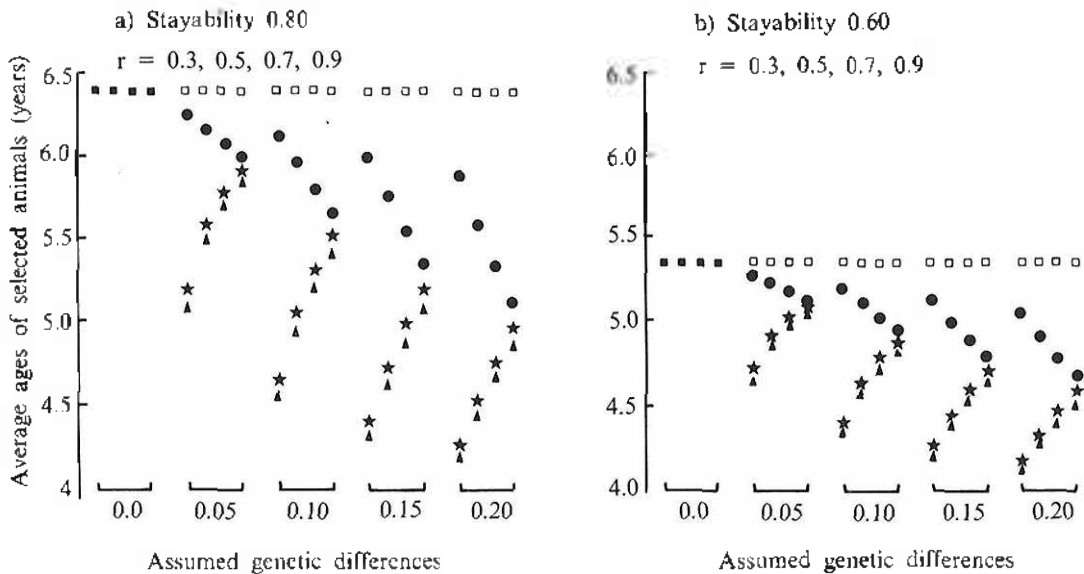 a) Stayability 0.80
r = 0.3, 0.5, 0.7, 0.9
Average ages of selected animals (years)
6.5
6.0
5.5
5.0
4.5
4
0.0 0.05 0.10 0.15 0.20
Assumed genetic differences
b) Stayability 0.60
r = 0.3, 0.5, 0.7, 0.9
6.5
6.0
5.5
5.0
4.5
4.0
0.0 0.05 0.10 0.15 0.20
Assumed genetic differences